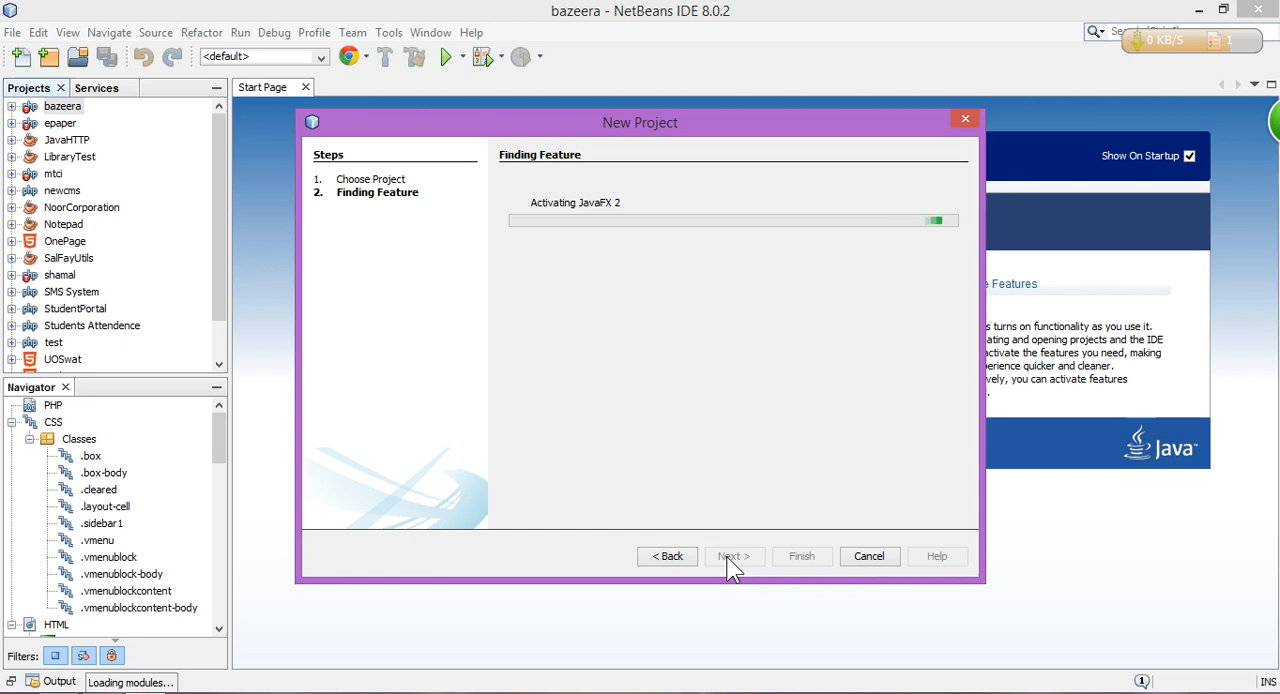 bazeera - NetBeans IDE 8.0.2
File Edit View Navigate Source Refactor Run Debug Profile Team Tools Window Help
0 KB/S 1
<default>
Projects Services
Start Page
bazeera
epaper
JavaHTTP
LibraryTest
mtci
newcms
NoorCorporation
Notepad
OnePage
SalFayUtils
shamal
SMS System
StudentPortal
Students Attendence
test
UOSwat
Navigator
PHP
CSS
Classes
.box
.box-body
.cleared
.layout-cell
.sidebar1
.vmenu
.vmenublock
.vmenublock-body
.vmenublockcontent
.vmenublockcontent-body
HTML
Filters:
Output
Loading modules...
New Project
Steps
1. Choose Project
2. Finding Feature
Finding Feature
Activating JavaFX 2
< Back
Next >
Finish
Cancel
Help
Show On Startup
Features
s turns on functionality as you use it.
ating and opening projects and the IDE
activate the features you need, making
perience quicker and cleaner.
vely, you can activate features
Java
1
INS